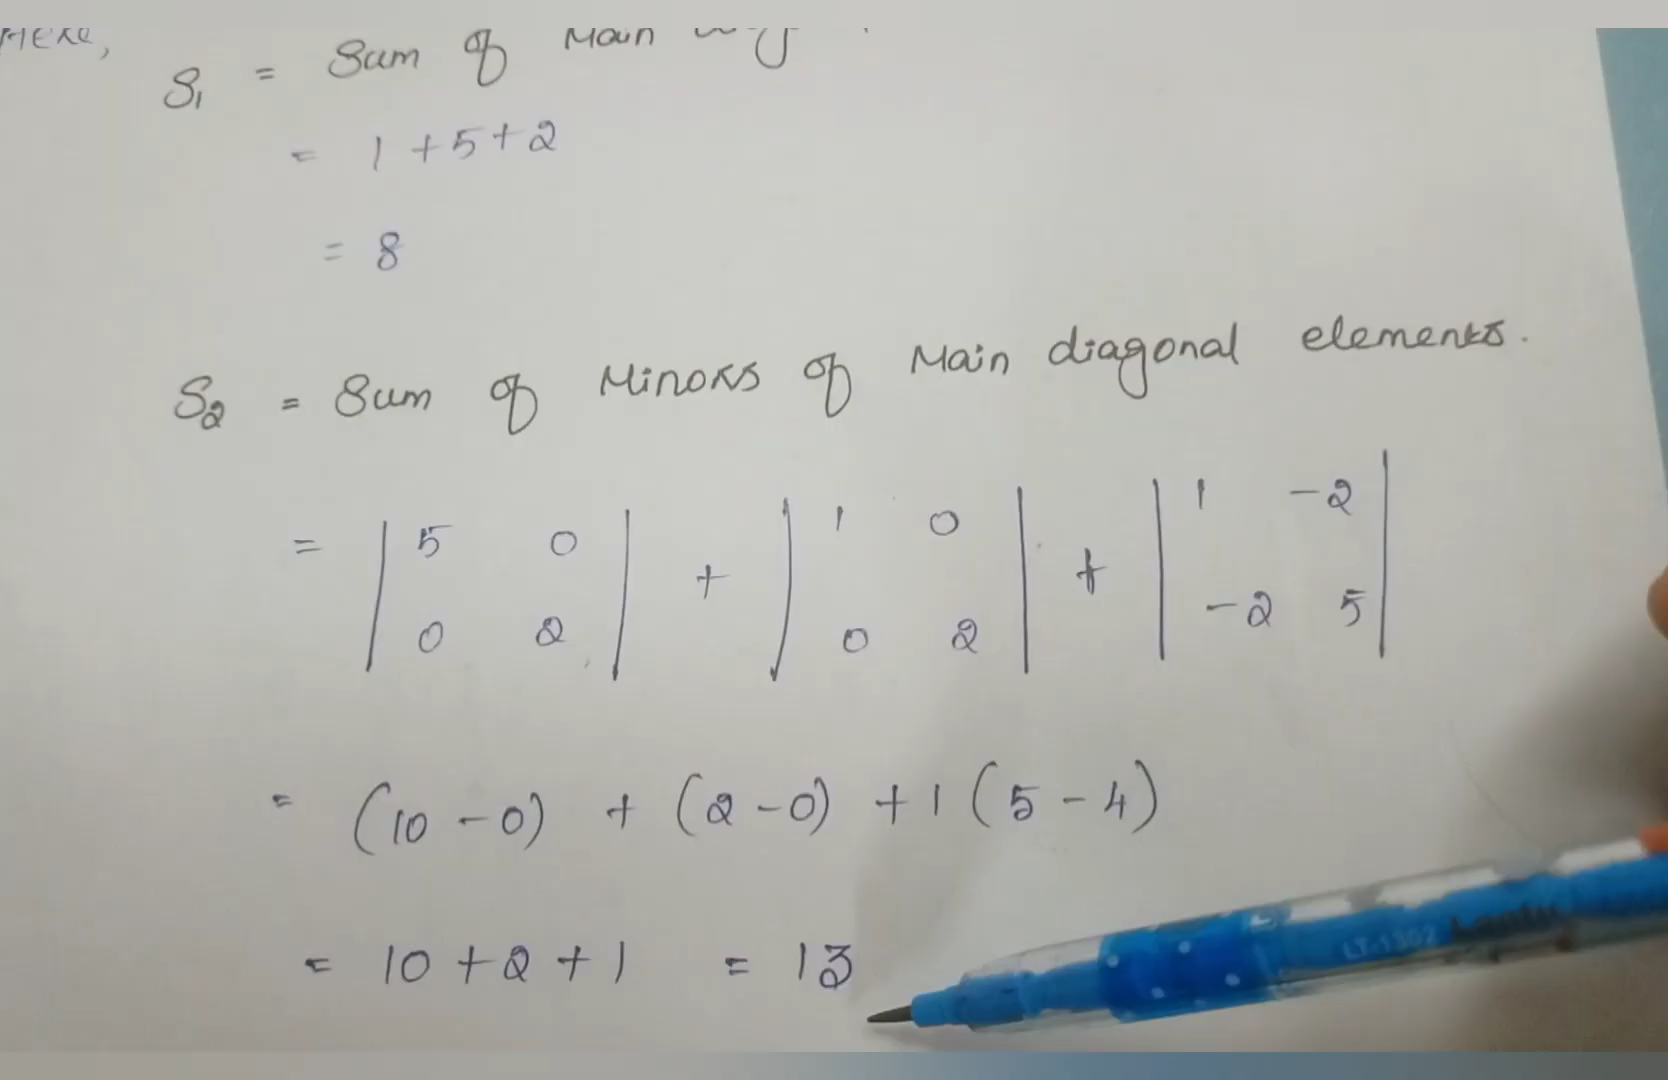 Here,
S₁ = Sum of Main
= 1 + 5 + 2
= 8
S₂ = Sum of Minors of Main diagonal elements.
= | 5 0 | + | 1 0 | + | 1 -2 |
| 0 2 | | 0 2 | | -2 5 |
= (10 - 0) + (2 - 0) + 1 (5 - 4)
= 10 + 2 + 1 = 13
LT-1302